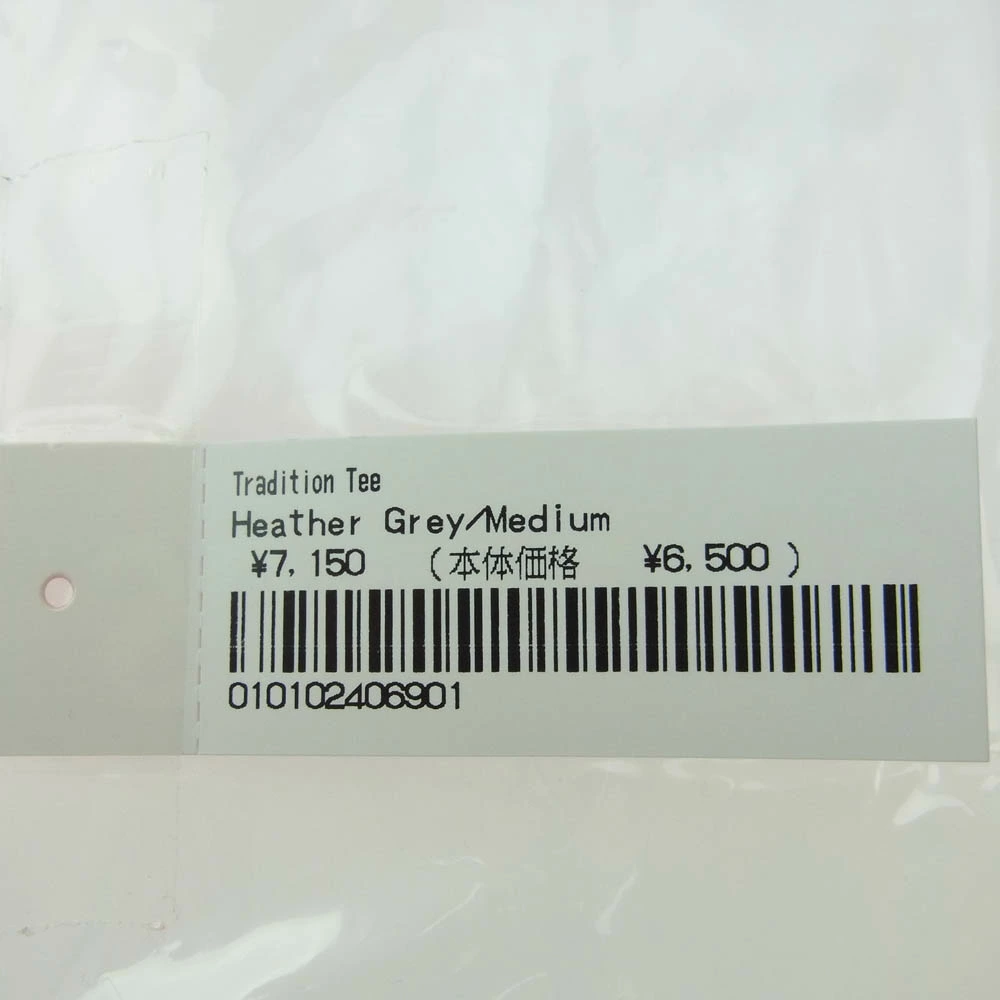 Tradition Tee
Heather Grey/Medium
¥7,150 (本体価格 ¥6,500 )
010102406901